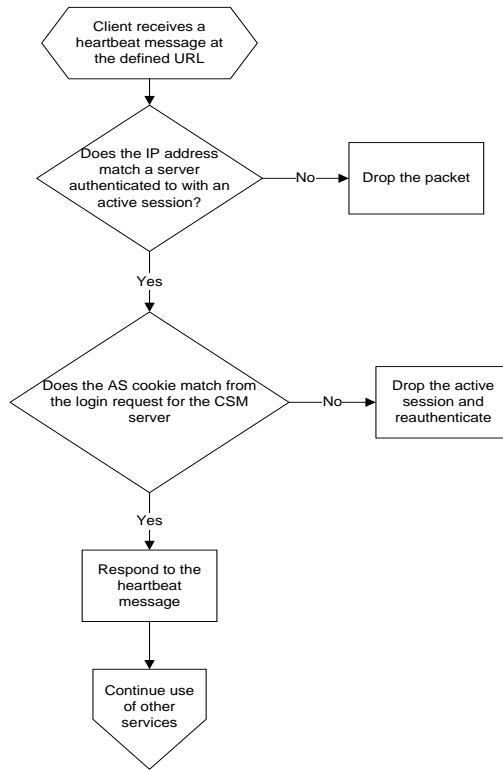 Client receives a
heartbeat message at
the defined URL
Does the IP address
match a server
authenticated to with an
active session?
No
Drop the packet
Yes
Does the AS cookie match from
the login request for the CSM
server
No
Drop the active
session and
reauthenticate
Yes
Respond to the
heartbeat
message
Continue use
of other
services